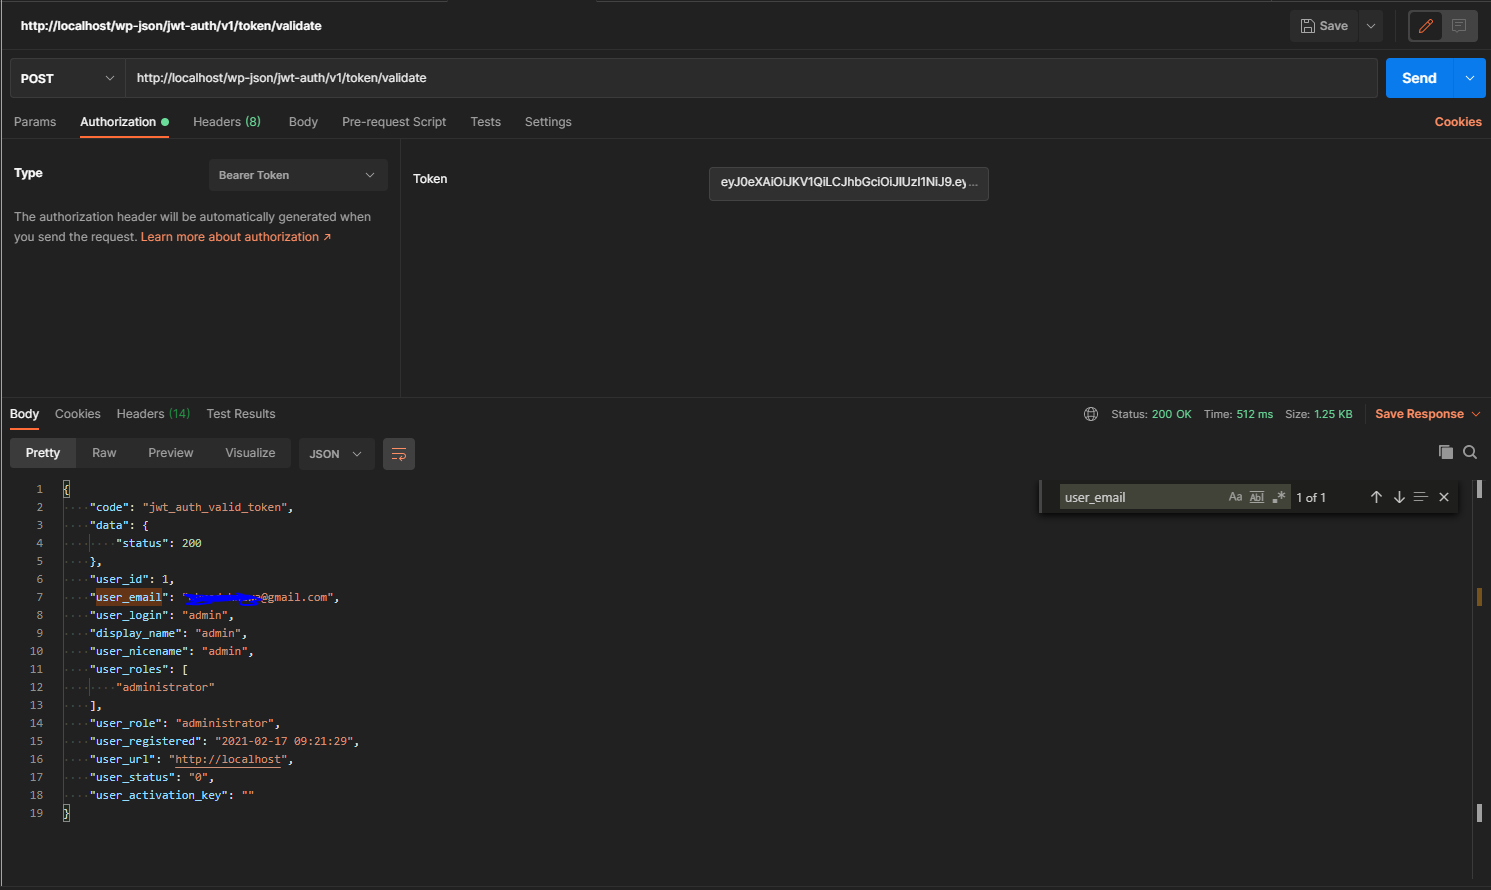 http://localhost/wp-json/jwt-auth/v1/token/validate
Save
POST
http://localhost/wp-json/jwt-auth/v1/token/validate
Send
Params Authorization Headers (8) Body Pre-request Script Tests Settings Cookies
Type
Bearer Token
The authorization header will be automatically generated when
you send the request. Learn more about authorization ↗
Token
eyJ0eXAiOiJKV1QiLCJhbGciOiJIUzI1NiJ9.ey...
Body Cookies Headers (14) Test Results
Status: 200 OK Time: 512 ms Size: 1.25 KB Save Response
Pretty Raw Preview Visualize JSON
user_email Aa Abl .* 1 of 1
1 {
2 "code": "jwt_auth_valid_token",
3 "data": {
4 "status": 200
5 },
6 "user_id": 1,
7 "user_email": "@gmail.com",
8 "user_login": "admin",
9 "display_name": "admin",
10 "user_nicename": "admin",
11 "user_roles": [
12 "administrator"
13 ],
14 "user_role": "administrator",
15 "user_registered": "2021-02-17 09:21:29",
16 "user_url": "http://localhost",
17 "user_status": "0",
18 "user_activation_key": ""
19 }